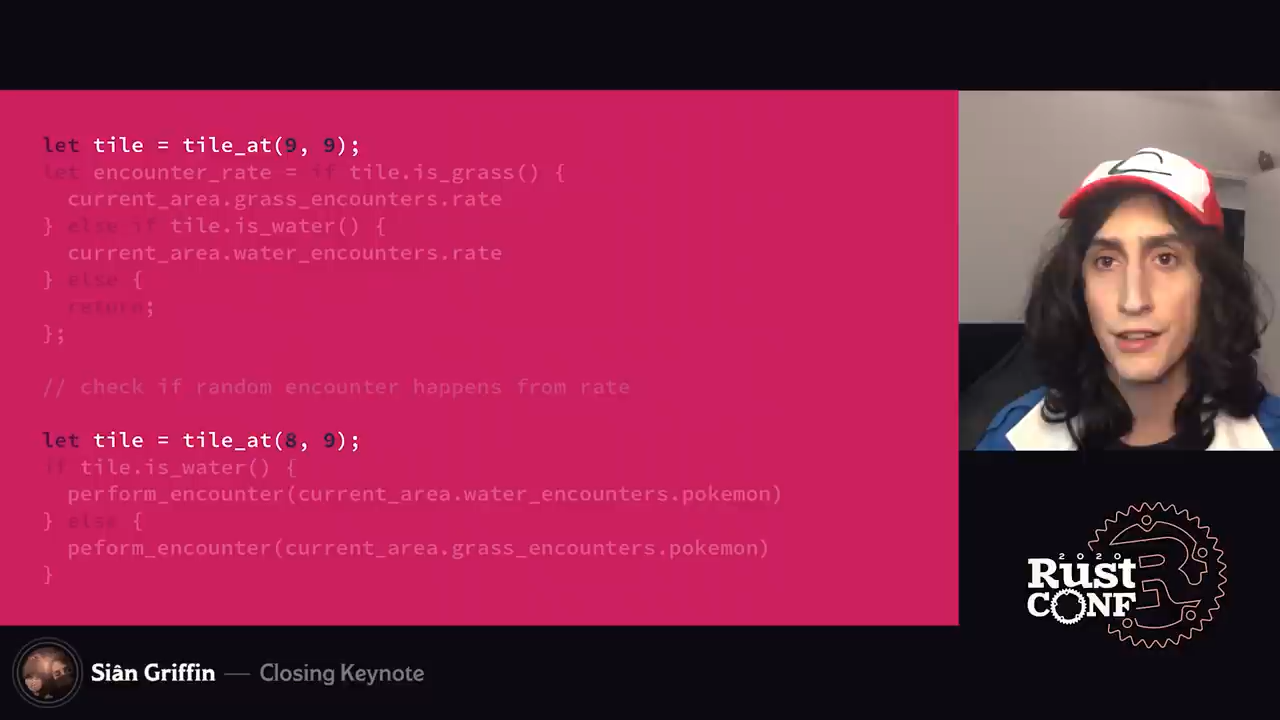 let tile = tile_at(9, 9);
let encounter_rate = if tile.is_grass() {
  current_area.grass_encounters.rate
} else if tile.is_water() {
  current_area.water_encounters.rate
} else {
  return;
};
// check if random encounter happens from rate
let tile = tile_at(8, 9);
if tile.is_water() {
  perform_encounter(current_area.water_encounters.pokemon)
} else {
  peform_encounter(current_area.grass_encounters.pokemon)
}
2020
Rust
CONF
R
Siân Griffin — Closing Keynote